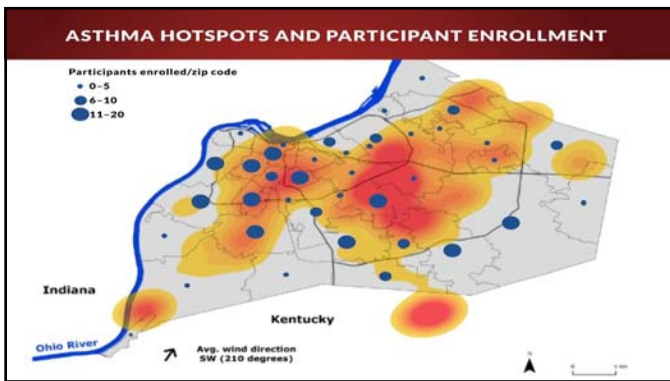 ASTHMA HOTSPOTS AND PARTICIPANT ENROLLMENT
Participants enrolled/zip code
0–5
6–10
11–20
Indiana
Kentucky
Ohio River
Avg. wind direction
SW (210 degrees)
N
0